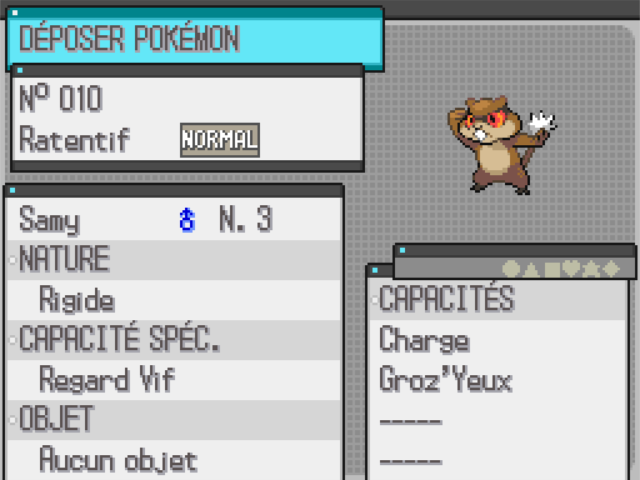 DÉPOSER POKÉMON
Nº 010
Ratentif NORMAL
Samy ♂ N. 3
NATURE
Rigide
CAPACITÉ SPÉC.
Regard Vif
OBJET
Aucun objet
CAPACITÉS
Charge
Groz'Yeux
-----
-----